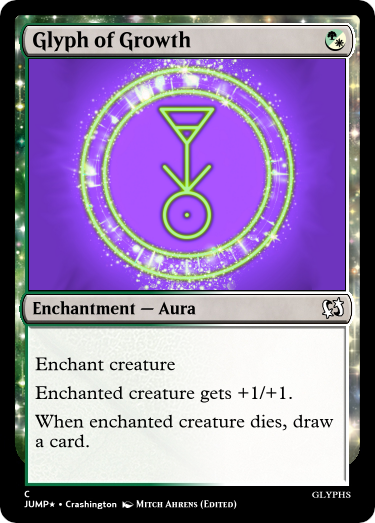 Glyph of Growth
Enchantment — Aura
Enchant creature
Enchanted creature gets +1/+1.
When enchanted creature dies, draw
a card.
C
GLYPHS
JUMP★ • Crashington Mitch Ahrens (Edited)